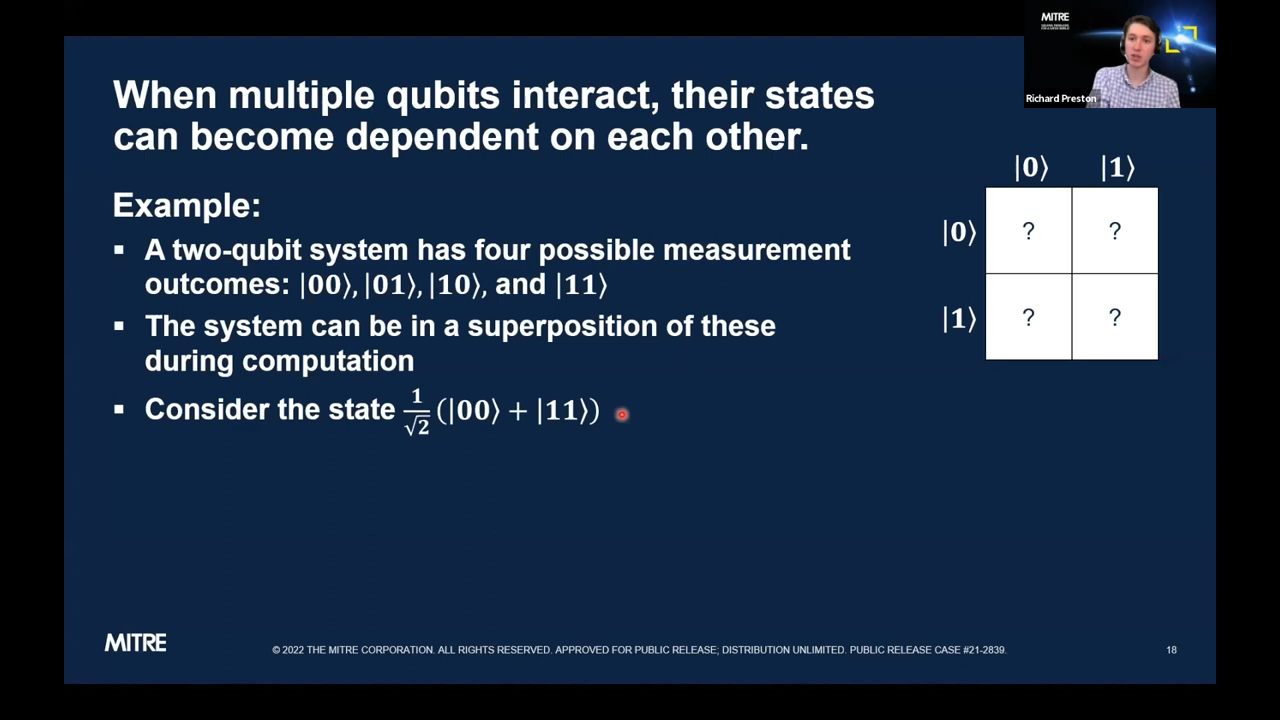 MITRE
Richard Preston
When multiple qubits interact, their states
can become dependent on each other.
Example:
▪ A two-qubit system has four possible measurement
outcomes: |00⟩, |01⟩, |10⟩, and |11⟩
▪ The system can be in a superposition of these
during computation
▪ Consider the state 1/√2 (|00⟩ + |11⟩)
|0⟩ |1⟩
|0⟩ ? ?
|1⟩ ? ?
MITRE
© 2022 THE MITRE CORPORATION. ALL RIGHTS RESERVED. APPROVED FOR PUBLIC RELEASE; DISTRIBUTION UNLIMITED. PUBLIC RELEASE CASE #21-2839.
18